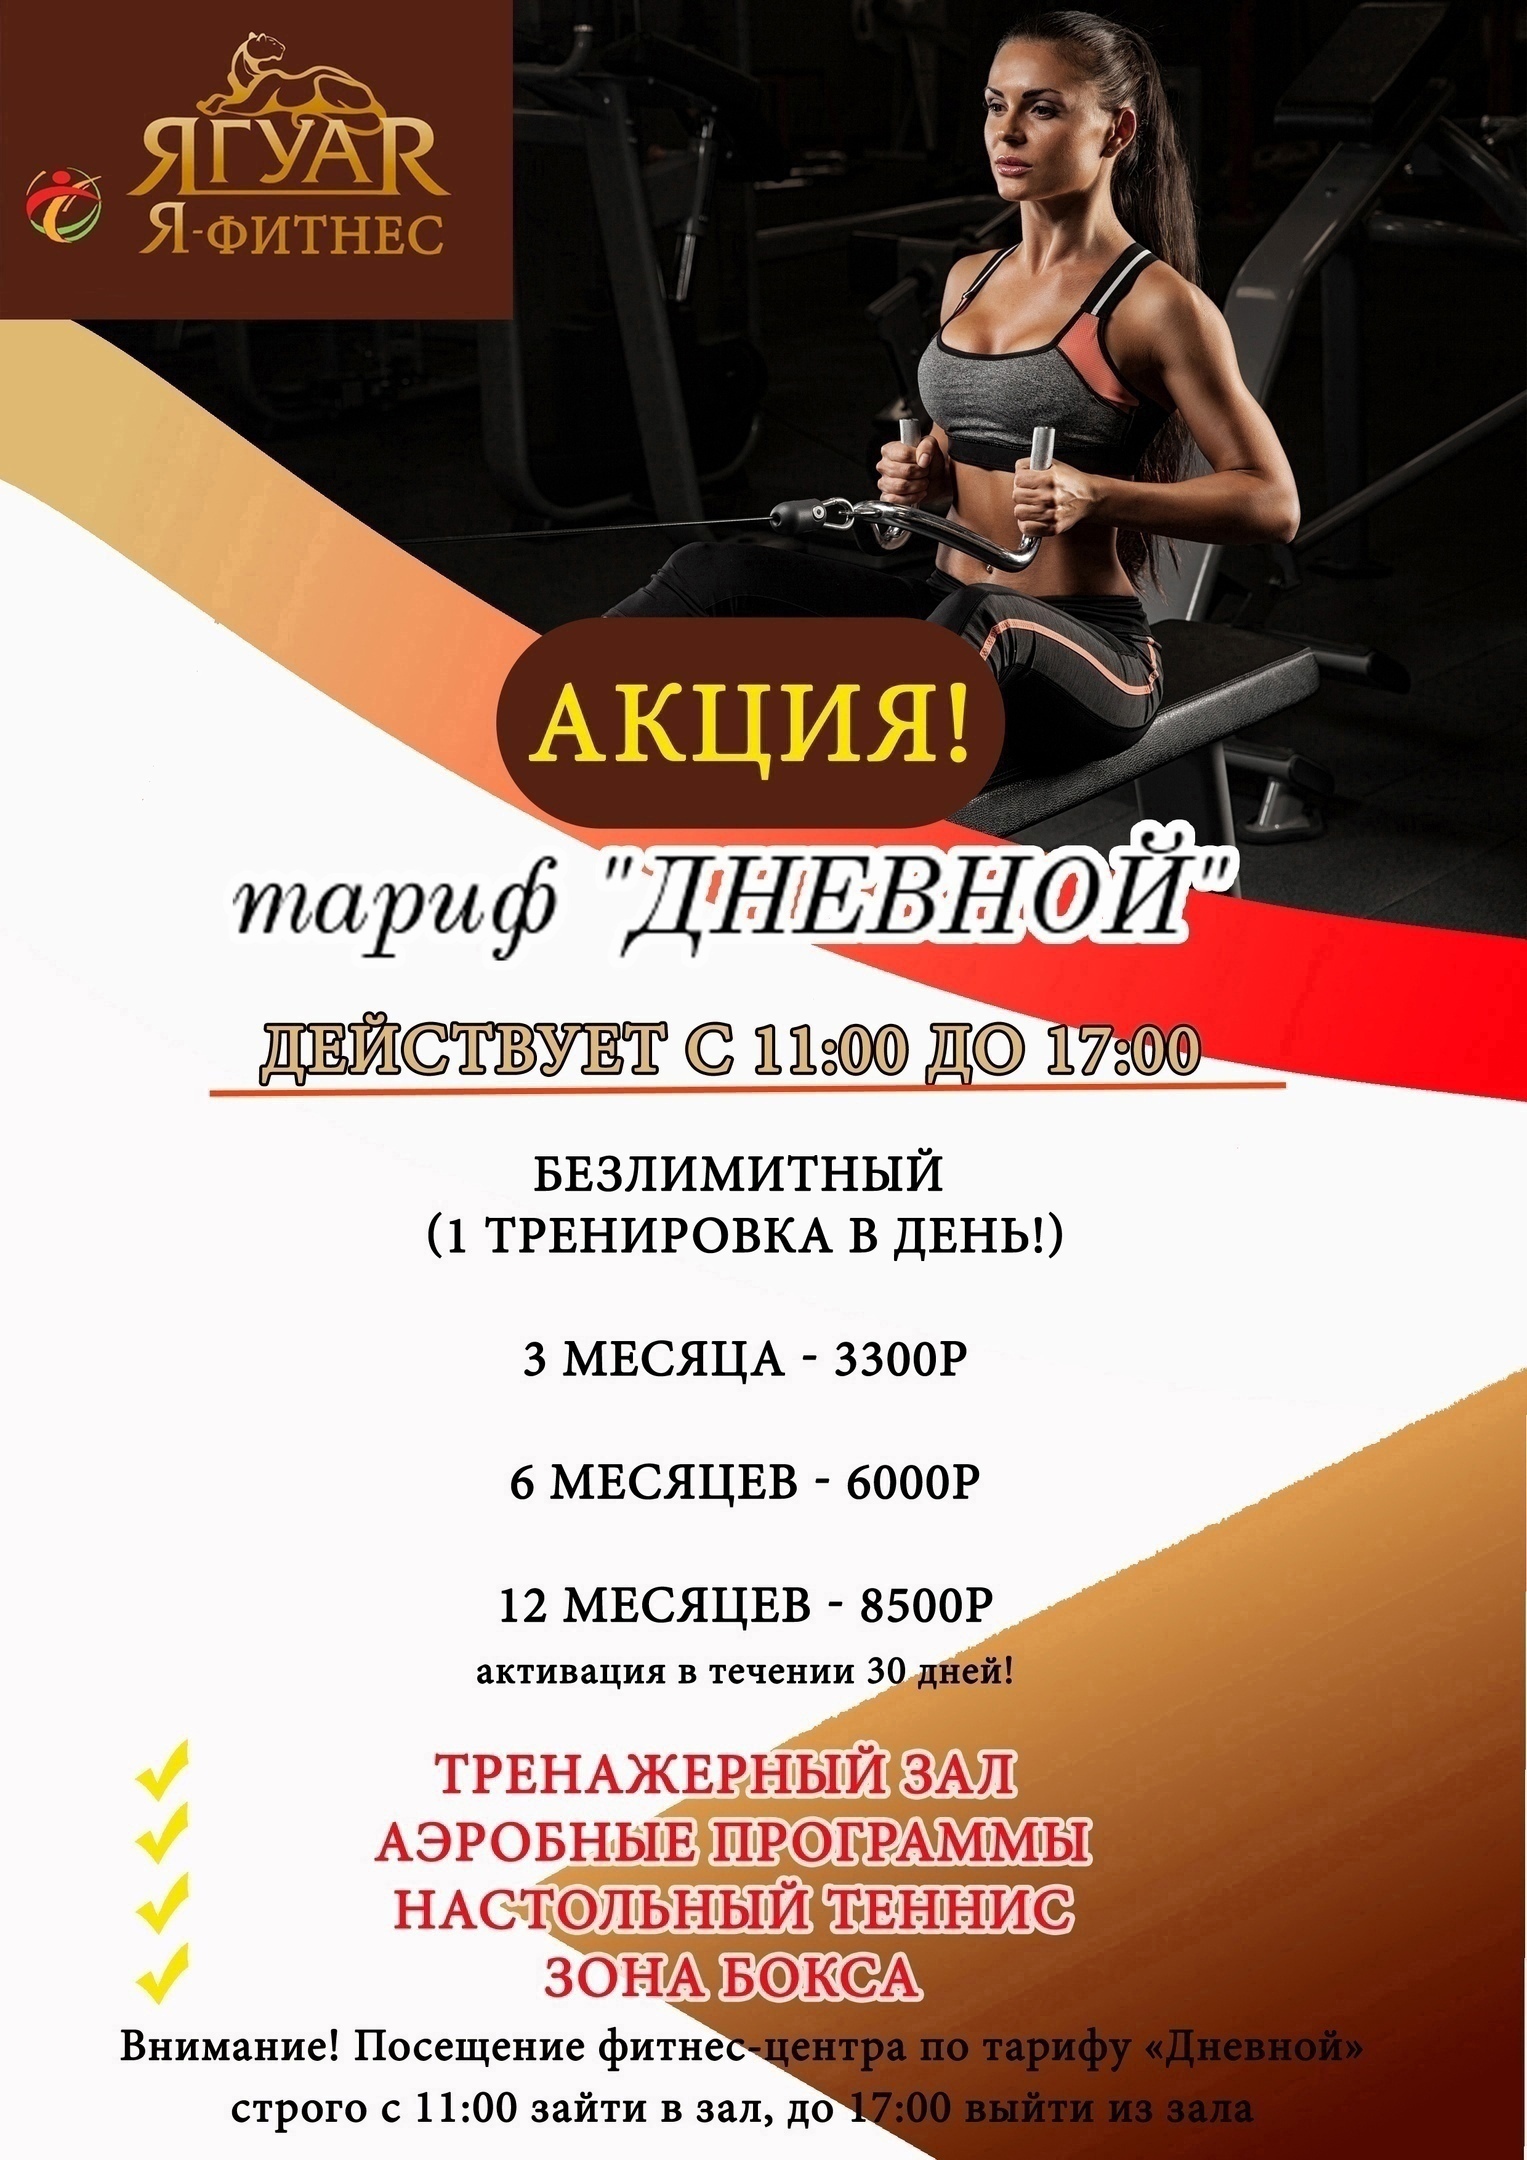 ЯГУАR
Я-ФИТНЕС
АКЦИЯ!
тариф "ДНЕВНОЙ"
ДЕЙСТВУЕТ С 11:00 ДО 17:00
БЕЗЛИМИТНЫЙ
(1 ТРЕНИРОВКА В ДЕНЬ!)
3 МЕСЯЦА - 3300Р
6 МЕСЯЦЕВ - 6000Р
12 МЕСЯЦЕВ - 8500Р
активация в течении 30 дней!
ТРЕНАЖЕРНЫЙ ЗАЛ
АЭРОБНЫЕ ПРОГРАММЫ
НАСТОЛЬНЫЙ ТЕННИС
ЗОНА БОКСА
Внимание! Посещение фитнес-центра по тарифу «Дневной»
строго с 11:00 зайти в зал, до 17:00 выйти из зала